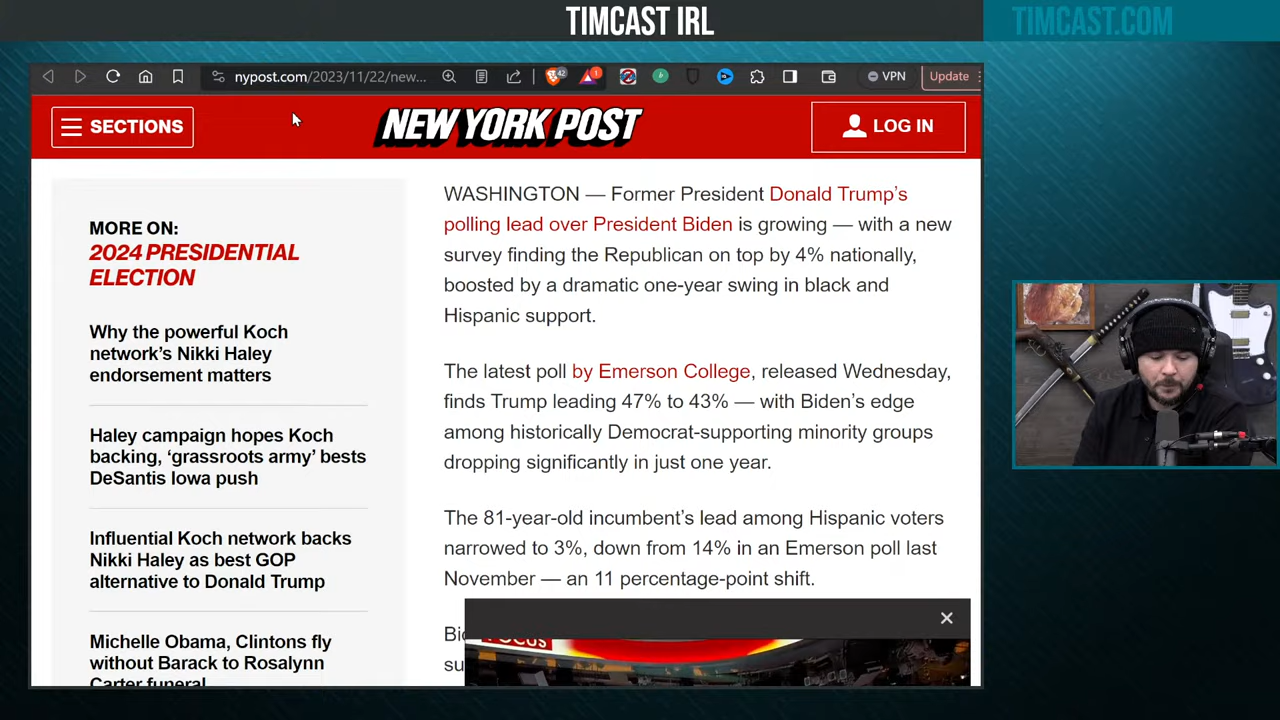 TIMCAST IRL
TIMCAST.COM
nypost.com/2023/11/22/new...
42
1
VPN
Update
SECTIONS
NEW YORK POST
LOG IN
MORE ON:
2024 PRESIDENTIAL
ELECTION
Why the powerful Koch
network's Nikki Haley
endorsement matters
Haley campaign hopes Koch
backing, 'grassroots army' bests
DeSantis Iowa push
Influential Koch network backs
Nikki Haley as best GOP
alternative to Donald Trump
Michelle Obama, Clintons fly
without Barack to Rosalynn
Carter funeral
WASHINGTON — Former President Donald Trump's
polling lead over President Biden is growing — with a new
survey finding the Republican on top by 4% nationally,
boosted by a dramatic one-year swing in black and
Hispanic support.
The latest poll by Emerson College, released Wednesday,
finds Trump leading 47% to 43% — with Biden's edge
among historically Democrat-supporting minority groups
dropping significantly in just one year.
The 81-year-old incumbent's lead among Hispanic voters
narrowed to 3%, down from 14% in an Emerson poll last
November — an 11 percentage-point shift.
FOCUS